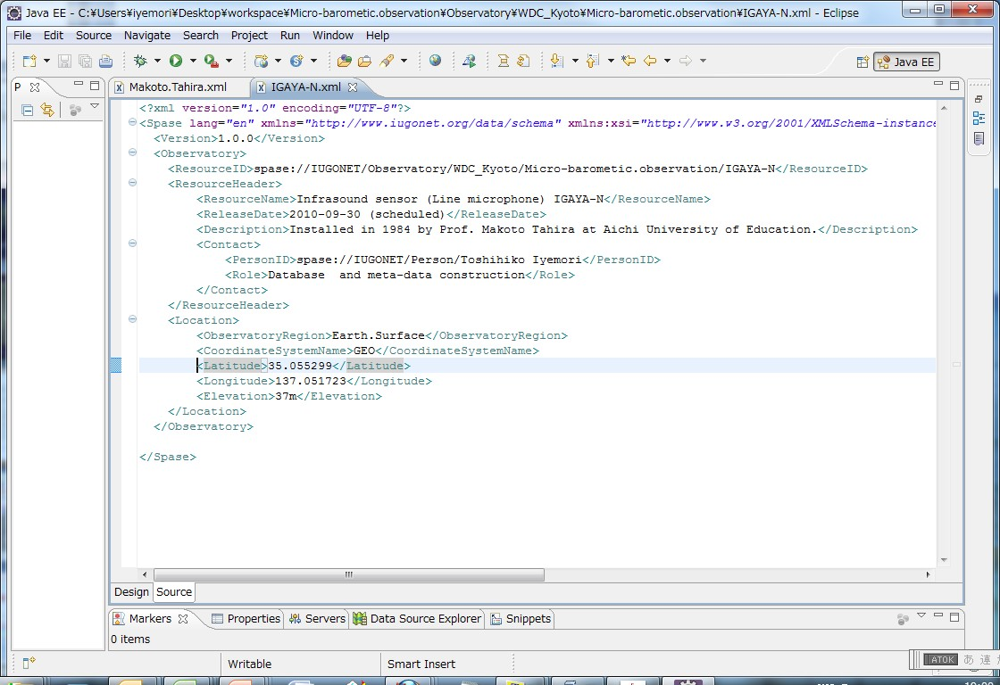 Java EE - C:¥Users¥iyemori¥Desktop¥workspace¥Micro-barometic.observation¥Observatory¥WDC_Kyoto¥Micro-barometic.observation¥IGAYA-N.xml - Eclipse
File Edit Source Navigate Search Project Run Window Help
Java EE
P Makoto.Tahira.xml IGAYA-N.xml
<?xml version="1.0" encoding="UTF-8"?>
<Spase lang="en" xmlns="http://www.iugonet.org/data/schema" xmlns:xsi="http://www.w3.org/2001/XMLSchema-instance
<Version>1.0.0</Version>
<Observatory>
<ResourceID>spase://IUGONET/Observatory/WDC_Kyoto/Micro-barometic.observation/IGAYA-N</ResourceID>
<ResourceHeader>
<ResourceName>Infrasound sensor (Line microphone) IGAYA-N</ResourceName>
<ReleaseDate>2010-09-30 (scheduled)</ReleaseDate>
<Description>Installed in 1984 by Prof. Makoto Tahira at Aichi University of Education.</Description>
<Contact>
<PersonID>spase://IUGONET/Person/Toshihiko Iyemori</PersonID>
<Role>Database  and meta-data construction</Role>
</Contact>
</ResourceHeader>
<Location>
<ObservatoryRegion>Earth.Surface</ObservatoryRegion>
<CoordinateSystemName>GEO</CoordinateSystemName>
<Latitude>35.055299</Latitude>
<Longitude>137.051723</Longitude>
<Elevation>37m</Elevation>
</Location>
</Observatory>
</Spase>
Design Source
Markers Properties Servers Data Source Explorer Snippets
0 items
Writable Smart Insert
ATOK あ 連